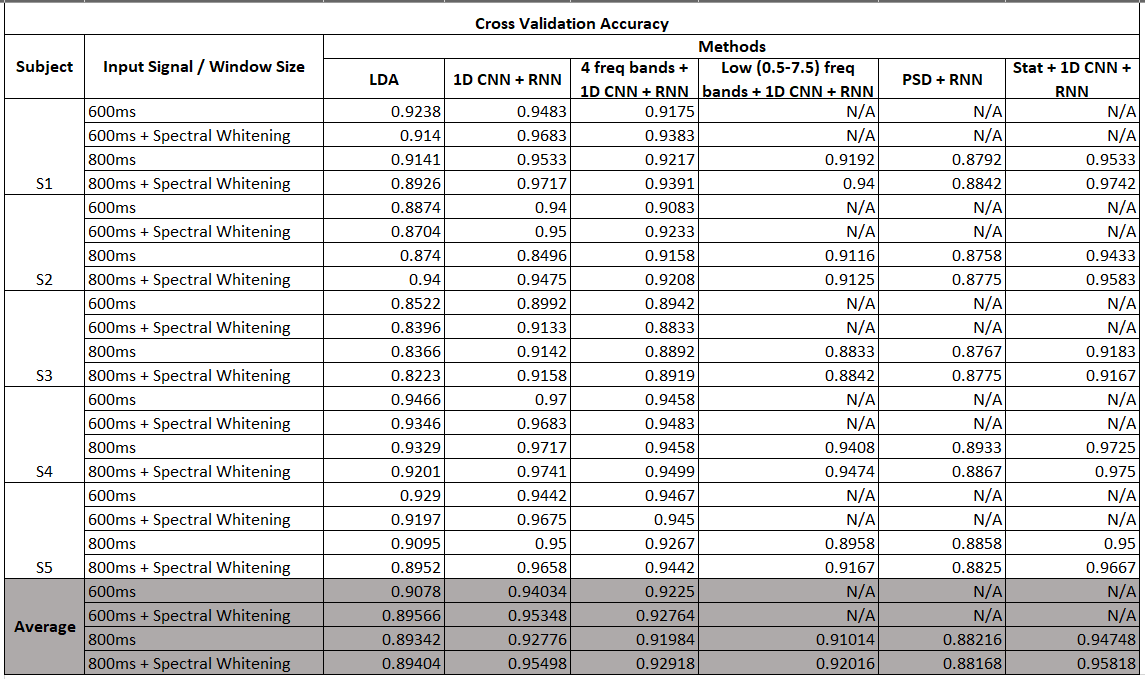 Cross Validation Accuracy
Subject Input Signal / Window Size Methods
LDA 1D CNN + RNN 4 freq bands + 1D CNN + RNN Low (0.5-7.5) freq bands + 1D CNN + RNN PSD + RNN Stat + 1D CNN + RNN
S1 600ms 0.9238 0.9483 0.9175 N/A N/A N/A
600ms + Spectral Whitening 0.914 0.9683 0.9383 N/A N/A N/A
800ms 0.9141 0.9533 0.9217 0.9192 0.8792 0.9533
800ms + Spectral Whitening 0.8926 0.9717 0.9391 0.94 0.8842 0.9742
S2 600ms 0.8874 0.94 0.9083 N/A N/A N/A
600ms + Spectral Whitening 0.8704 0.95 0.9233 N/A N/A N/A
800ms 0.874 0.8496 0.9158 0.9116 0.8758 0.9433
800ms + Spectral Whitening 0.94 0.9475 0.9208 0.9125 0.8775 0.9583
S3 600ms 0.8522 0.8992 0.8942 N/A N/A N/A
600ms + Spectral Whitening 0.8396 0.9133 0.8833 N/A N/A N/A
800ms 0.8366 0.9142 0.8892 0.8833 0.8767 0.9183
800ms + Spectral Whitening 0.8223 0.9158 0.8919 0.8842 0.8775 0.9167
S4 600ms 0.9466 0.97 0.9458 N/A N/A N/A
600ms + Spectral Whitening 0.9346 0.9683 0.9483 N/A N/A N/A
800ms 0.9329 0.9717 0.9458 0.9408 0.8933 0.9725
800ms + Spectral Whitening 0.9201 0.9741 0.9499 0.9474 0.8867 0.975
S5 600ms 0.929 0.9442 0.9467 N/A N/A N/A
600ms + Spectral Whitening 0.9197 0.9675 0.945 N/A N/A N/A
800ms 0.9095 0.95 0.9267 0.8958 0.8858 0.95
800ms + Spectral Whitening 0.8952 0.9658 0.9442 0.9167 0.8825 0.9667
Average 600ms 0.9078 0.94034 0.9225 N/A N/A N/A
600ms + Spectral Whitening 0.89566 0.95348 0.92764 N/A N/A N/A
800ms 0.89342 0.92776 0.91984 0.91014 0.88216 0.94748
800ms + Spectral Whitening 0.89404 0.95498 0.92918 0.92016 0.88168 0.95818